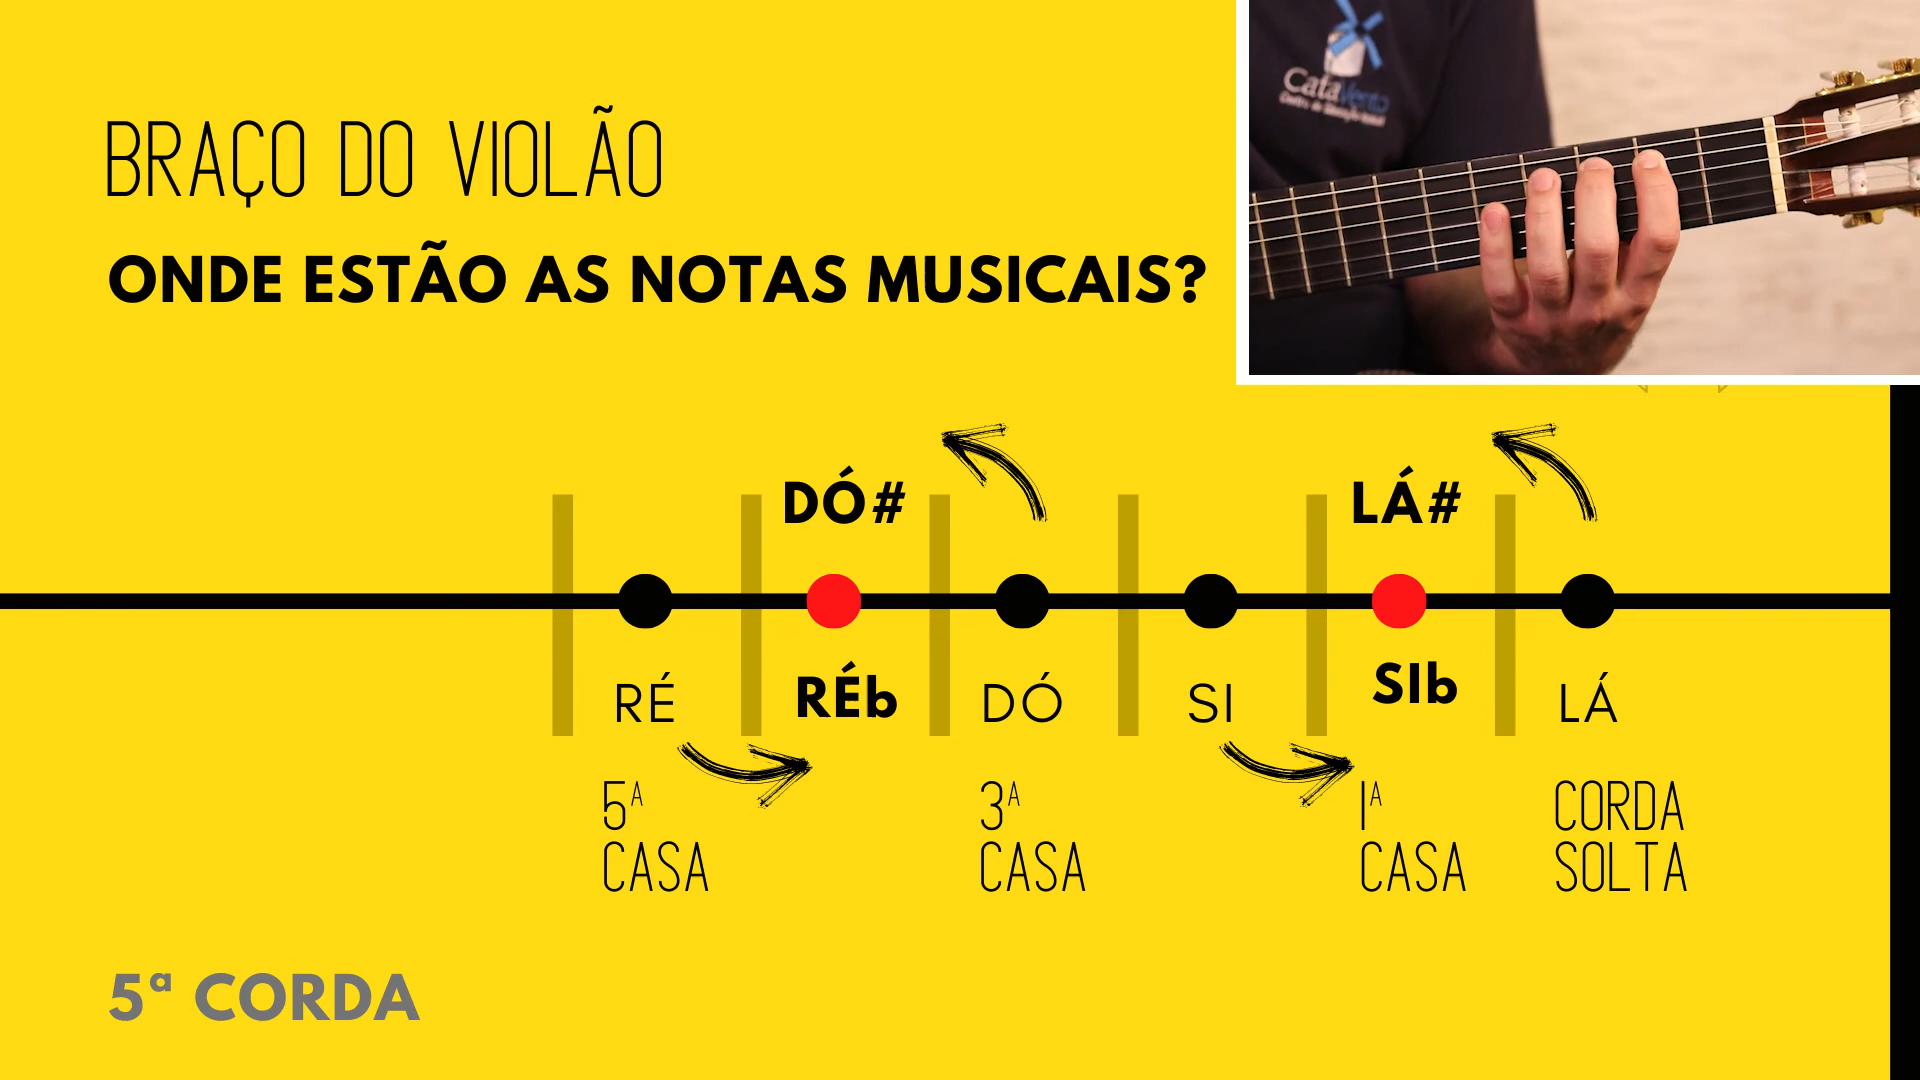 BRAÇO DO VIOLÃO
ONDE ESTÃO AS NOTAS MUSICAIS?
CataVento
DÓ# LÁ#
RÉ RÉb DÓ SI SIb LÁ
5ª CASA
3ª CASA
1ª CASA
CORDA SOLTA
5ª CORDA